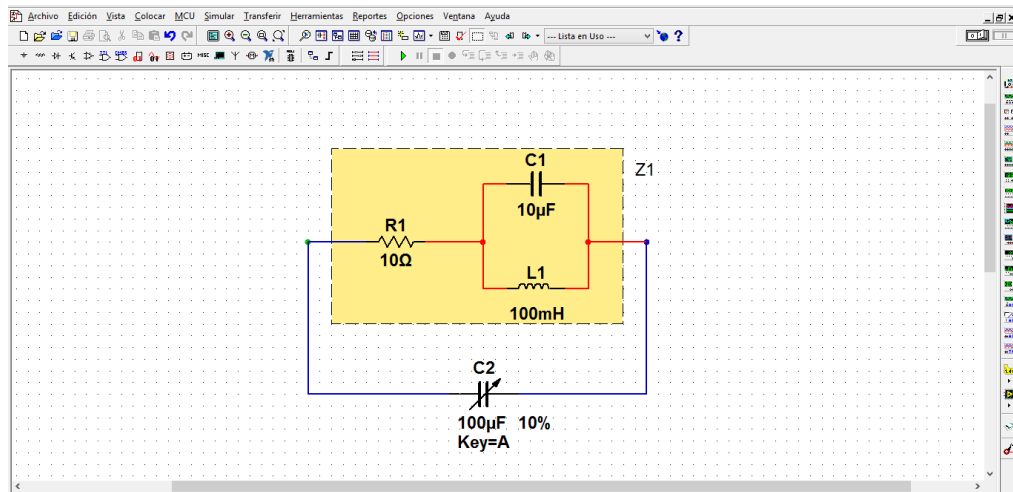 Archivo Edición Vista Colocar MCU Simular Transferir Herramientas Reportes Opciones Ventana Ayuda
--- Lista en Uso ---
MISC
C1
Z1
10µF
R1
10Ω
L1
100mH
C2
100µF 10%
Key=A